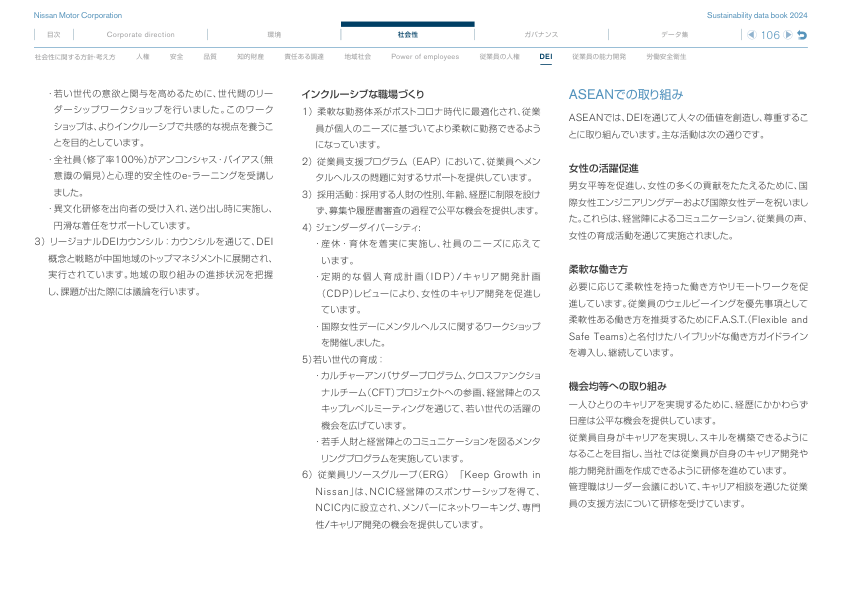 Nissan Motor Corporation
Sustainability data book 2024
目次
Corporate direction
環境
社会性
ガバナンス
データ集
106
社会性に関する方針・考え方
人権
安全
品質
知的財産
責任ある調達
地域社会
Power of employees
従業員の人権
DEI
従業員の能力開発
労働安全衛生
・若い世代の意欲と関与を高めるために、世代間のリー
ダーシップワークショップを行いました。このワーク
ショップは、よりインクルーシブで共感的な視点を養うこ
とを目的としています。
・全社員（修了率100％）がアンコンシャス・バイアス（無
意識の偏見）と心理的安全性のe-ラーニングを受講し
ました。
・異文化研修を出向者の受け入れ、送り出し時に実施し、
円滑な着任をサポートしています。
3） リージョナルDEIカウンシル：カウンシルを通じて、DEI
概念と戦略が中国地域のトップマネジメントに展開され、
実行されています。地域の取り組みの進捗状況を把握
し、課題が出た際には議論を行います。
インクルーシブな職場づくり
1） 柔軟な勤務体系がポストコロナ時代に最適化され、従業
員が個人のニーズに基づいてより柔軟に勤務できるよう
になっています。
2） 従業員支援プログラム（EAP）において、従業員へメン
タルヘルスの問題に対するサポートを提供しています。
3） 採用活動：採用する人財の性別、年齢、経歴に制限を設け
ず、募集や履歴書審査の過程で公平な機会を提供します。
4） ジェンダーダイバーシティ:
・産休・育休を着実に実施し、社員のニーズに応えて
います。
・定期的な個人育成計画（IDP）/キャリア開発計画
（CDP）レビューにより、女性のキャリア開発を促進し
ています。
・国際女性デーにメンタルヘルスに関するワークショップ
を開催しました。
5）若い世代の育成：
・カルチャーアンバサダープログラム、クロスファンクショ
ナルチーム（CFT）プロジェクトへの参画、経営陣とのス
キップレベルミーティングを通じて、若い世代の活躍の
機会を広げています。
・若手人財と経営陣とのコミュニケーションを図るメンタ
リングプログラムを実施しています。
6） 従業員リソースグループ（ERG） 「Keep Growth in
Nissan」は、NCIC経営陣のスポンサーシップを得て、
NCIC内に設立され、メンバーにネットワーキング、専門
性/キャリア開発の機会を提供しています。
ASEANでの取り組み
ASEANでは、DEIを通じて人々の価値を創造し、尊重するこ
とに取り組んでいます。主な活動は次の通りです。
女性の活躍促進
男女平等を促進し、女性の多くの貢献をたたえるために、国
際女性エンジニアリングデーおよび国際女性デーを祝いまし
た。これらは、経営陣によるコミュニケーション、従業員の声、
女性の育成活動を通じて実施されました。
柔軟な働き方
必要に応じて柔軟性を持った働き方やリモートワークを促
進しています。従業員のウェルビーイングを優先事項として
柔軟性ある働き方を推奨するためにF.A.S.T.（Flexible and
Safe Teams）と名付けたハイブリッドな働き方ガイドライン
を導入し、継続しています。
機会均等への取り組み
一人ひとりのキャリアを実現するために、経歴にかかわらず
日産は公平な機会を提供しています。
従業員自身がキャリアを実現し、スキルを構築できるように
なることを目指し、当社では従業員が自身のキャリア開発や
能力開発計画を作成できるように研修を進めています。
管理職はリーダー会議において、キャリア相談を通じた従業
員の支援方法について研修を受けています。